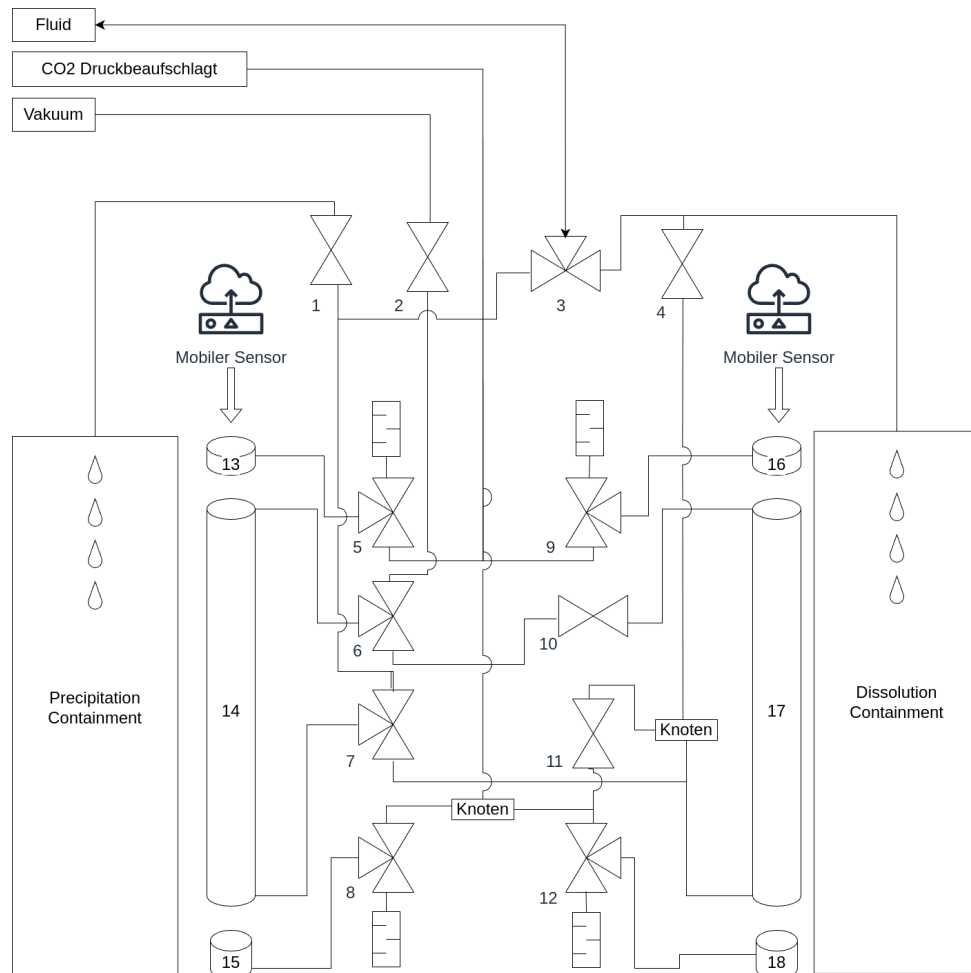 Fluid
CO2 Druckbeaufschlagt
Vakuum
1
2
3
4
Mobiler Sensor
Mobiler Sensor
13
16
5
9
6
10
Precipitation
Containment
14
17
Dissolution
Containment
7
11
Knoten
Knoten
8
12
15
18